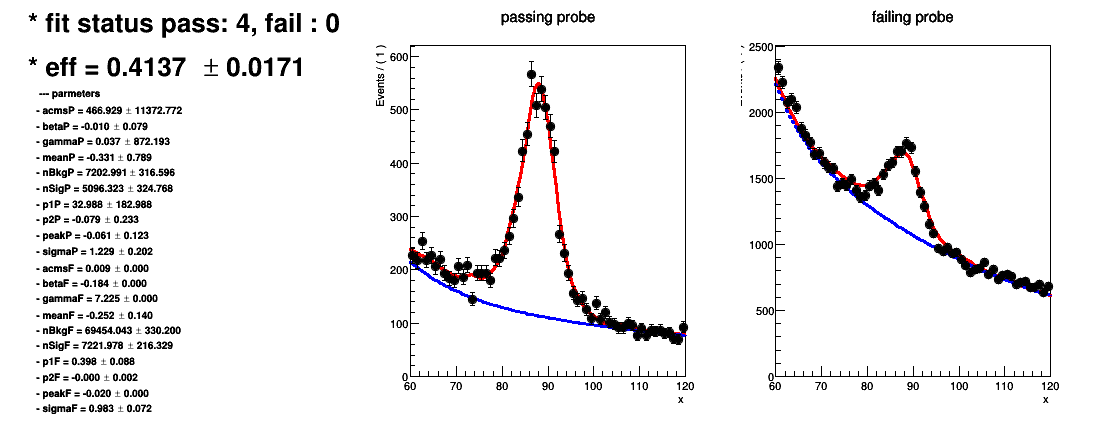 * fit status pass: 4, fail : 0
* eff = 0.4137 ± 0.0171
--- parmeters
- acmsP = 466.929 ± 11372.772
- betaP = -0.010 ± 0.079
- gammaP = 0.037 ± 872.193
- meanP = -0.331 ± 0.789
- nBkgP = 7202.991 ± 316.596
- nSigP = 5096.323 ± 324.768
- p1P = 32.988 ± 182.988
- p2P = -0.079 ± 0.233
- peakP = -0.061 ± 0.123
- sigmaP = 1.229 ± 0.202
- acmsF = 0.009 ± 0.000
- betaF = -0.184 ± 0.000
- gammaF = 7.225 ± 0.000
- meanF = -0.252 ± 0.140
- nBkgF = 69454.043 ± 330.200
- nSigF = 7221.978 ± 216.329
- p1F = 0.398 ± 0.088
- p2F = -0.000 ± 0.002
- peakF = -0.020 ± 0.000
- sigmaF = 0.983 ± 0.072
passing probe
Events / ( 1 )
600
500
400
300
200
100
0
60 70 80 90 100 110 120
x
failing probe
2500
2000
1500
1000
500
0
60 70 80 90 100 110 120
x